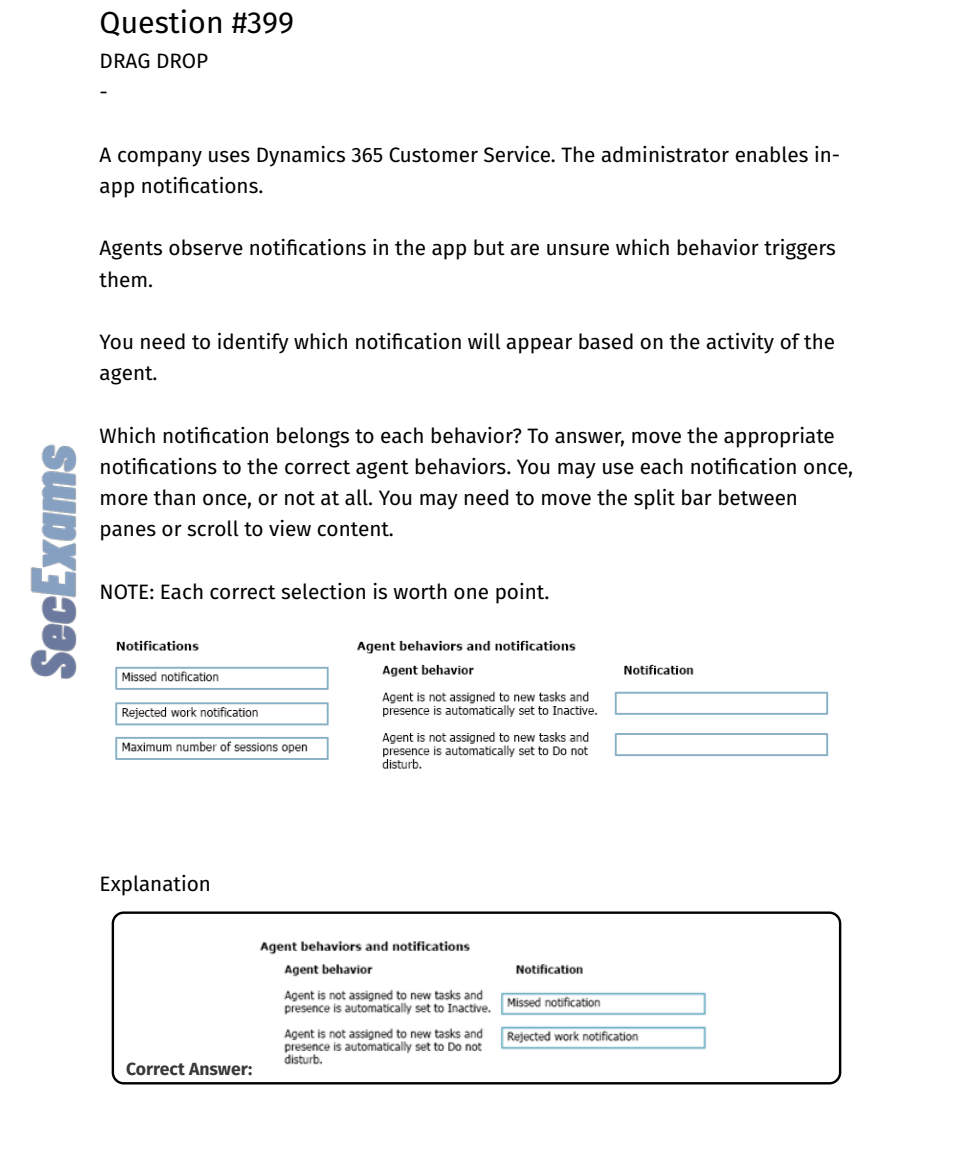 Question #399
DRAG DROP
-
A company uses Dynamics 365 Customer Service. The administrator enables in-
app notifications.
Agents observe notifications in the app but are unsure which behavior triggers
them.
You need to identify which notification will appear based on the activity of the
agent.
Which notification belongs to each behavior? To answer, move the appropriate
notifications to the correct agent behaviors. You may use each notification once,
more than once, or not at all. You may need to move the split bar between
panes or scroll to view content.
NOTE: Each correct selection is worth one point.
SecExams
Notifications
Missed notification
Rejected work notification
Maximum number of sessions open
Agent behaviors and notifications
Agent behavior
Notification
Agent is not assigned to new tasks and
presence is automatically set to Inactive.
Agent is not assigned to new tasks and
presence is automatically set to Do not
disturb.
Explanation
Agent behaviors and notifications
Agent behavior
Notification
Agent is not assigned to new tasks and
presence is automatically set to Inactive.
Missed notification
Agent is not assigned to new tasks and
presence is automatically set to Do not
disturb.
Rejected work notification
Correct Answer: